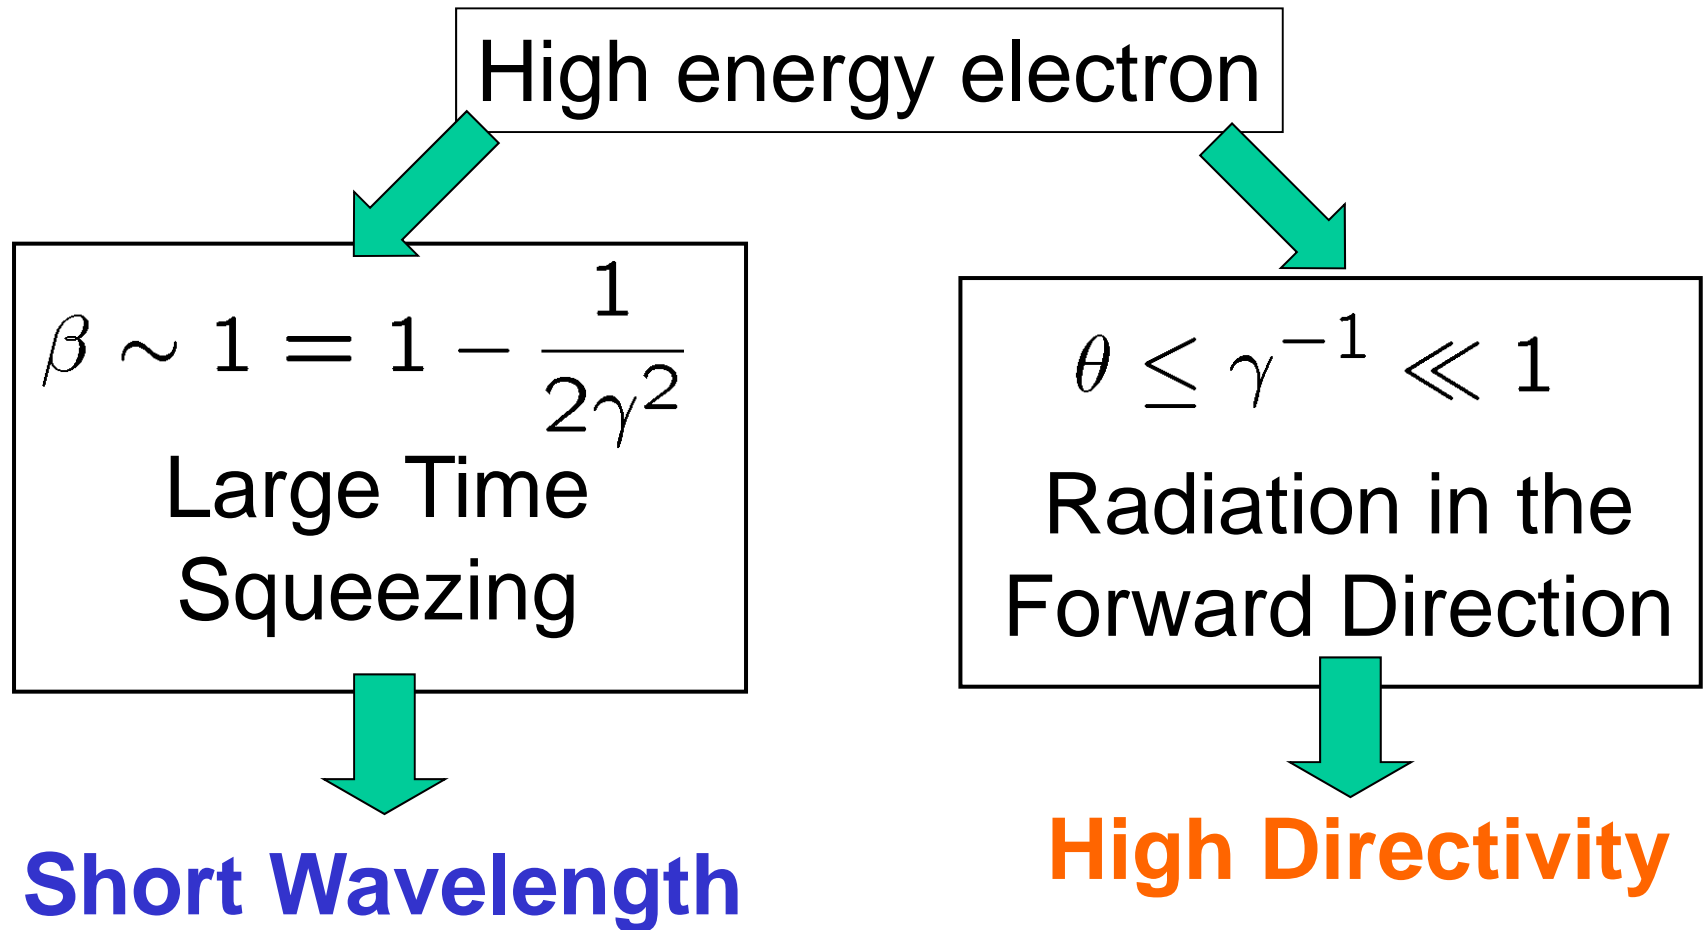 High energy electron
β ∼ 1 = 1 − 1/2γ²
Large Time
Squeezing
Short Wavelength
θ ≤ γ⁻¹ ≪ 1
Radiation in the
Forward Direction
High Directivity